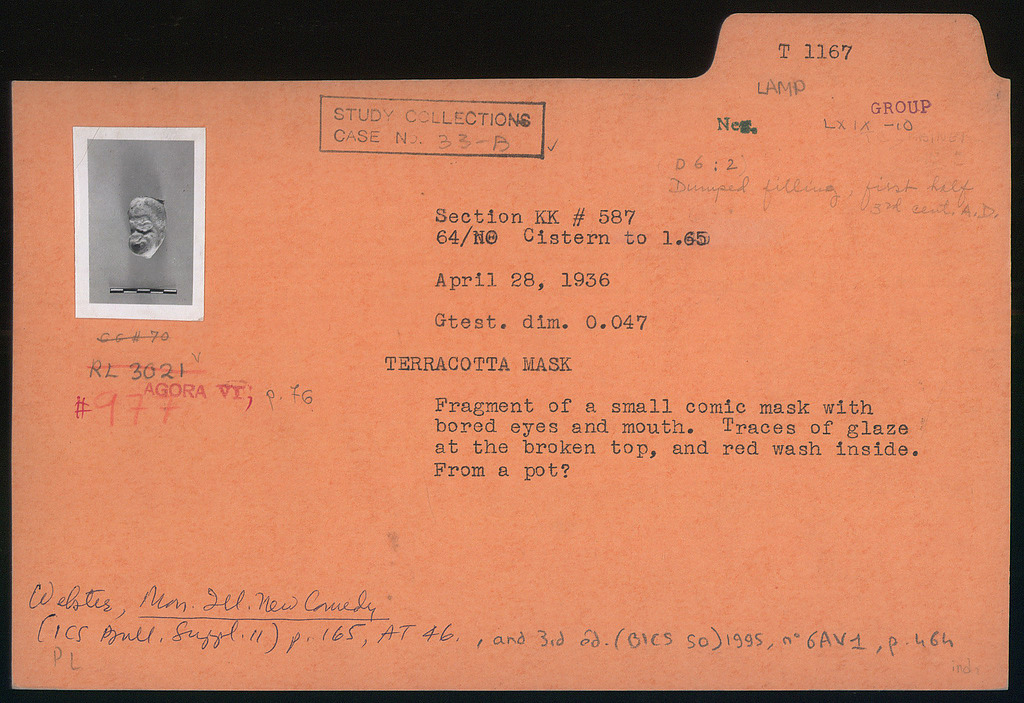 T 1167
LAMP
GROUP
Neg.
LXIX-10
STUDY COLLECTIONS
CASE No. 33-B
D 6:2
Dumped filling; first half
3rd cent. A.D.
Section KK # 587
64/ΝΘ Cistern to 1.65
April 28, 1936
Gtest. dim. 0.047
CC # 70
RL 3021
AGORA VI; p. 76
# 977
TERRACOTTA MASK
Fragment of a small comic mask with
bored eyes and mouth. Traces of glaze
at the broken top, and red wash inside.
From a pot?
Webster, Mon. Ill. New Comedy
(ICS Bull. Suppl. 11) p. 165, AT 46. , and 3rd ed. (BICS 50) 1995, n° 6AV1, p. 464
PL